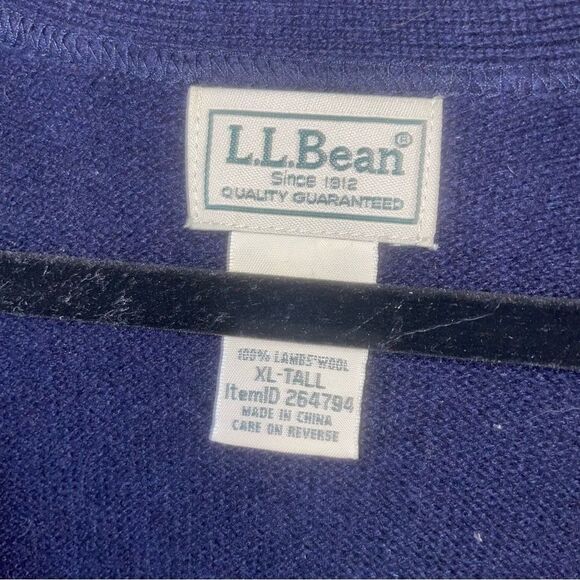 L.L.Bean®
Since 1912
QUALITY GUARANTEED
100% LAMBS' WOOL
XL-TALL
ItemID 264794
MADE IN CHINA
CARE ON REVERSE